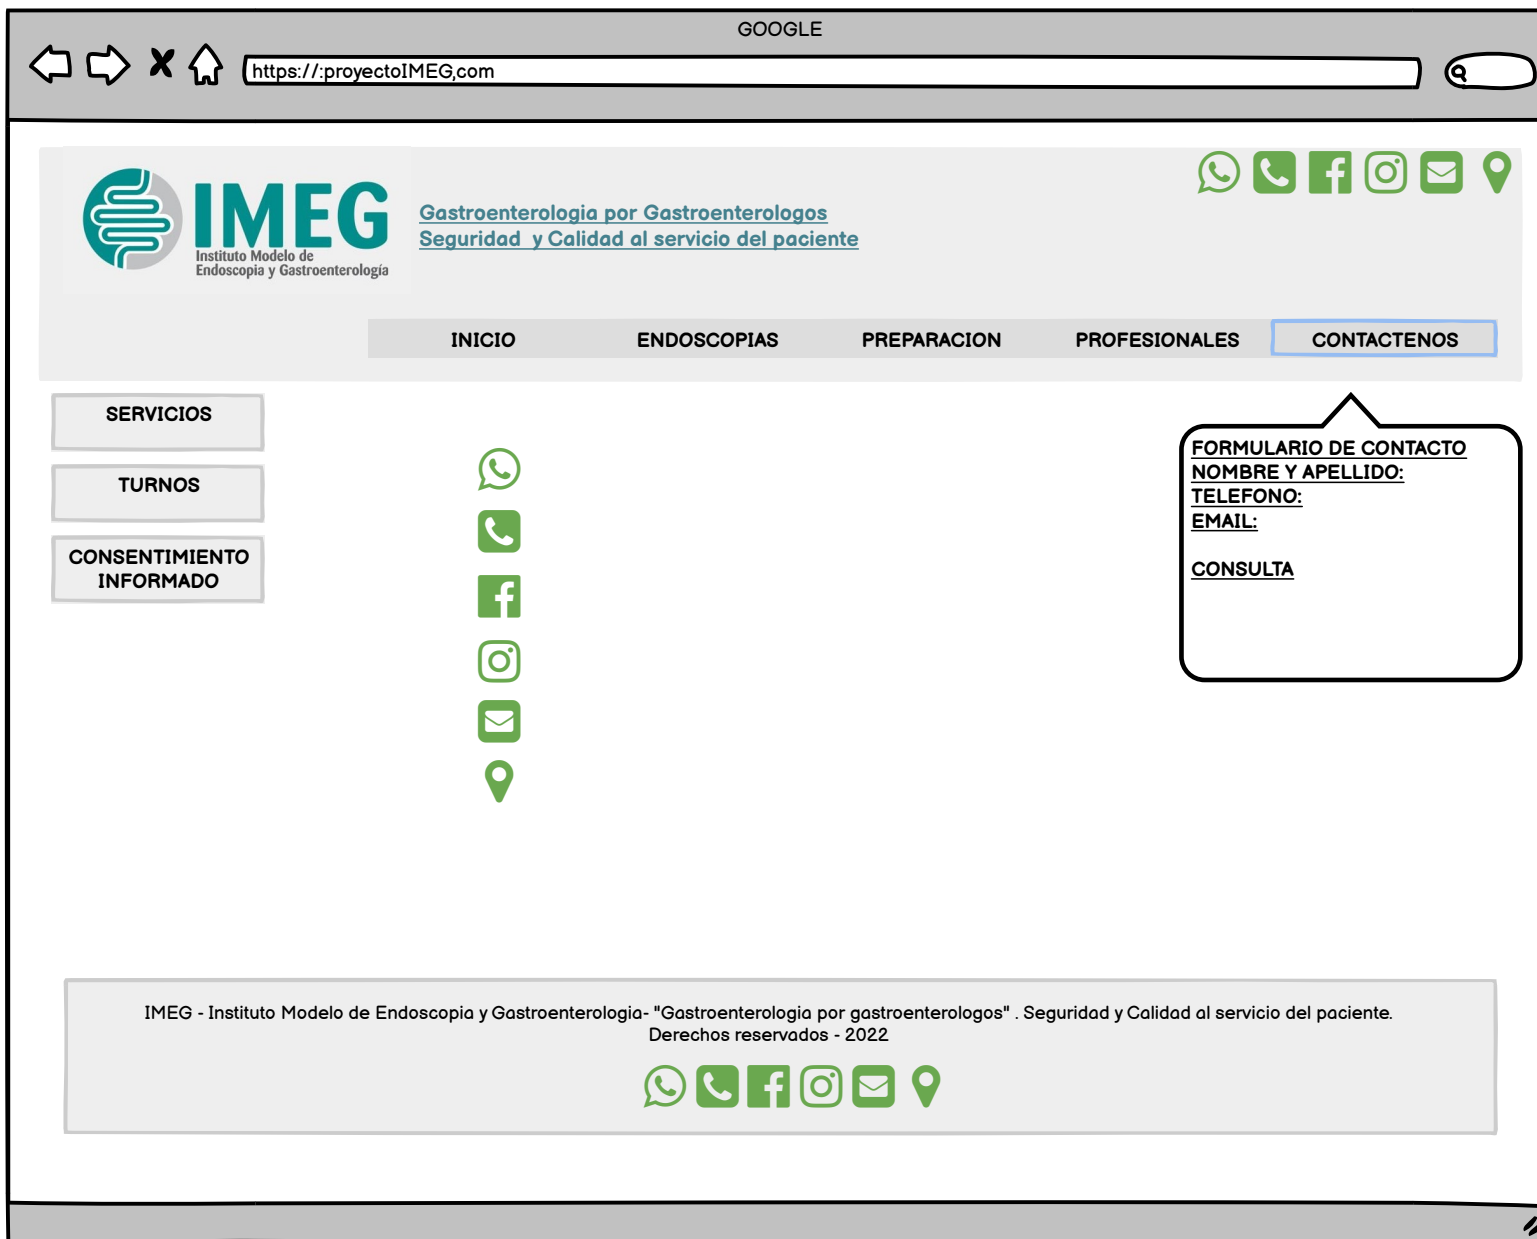 GOOGLE
https://:proyectoIMEG,com
IMEG
Instituto Modelo de
Endoscopia y Gastroenterología
Gastroenterologia por Gastroenterologos
Seguridad y Calidad al servicio del paciente
INICIO ENDOSCOPIAS PREPARACION PROFESIONALES CONTACTENOS
SERVICIOS
TURNOS
CONSENTIMIENTO
INFORMADO
FORMULARIO DE CONTACTO
NOMBRE Y APELLIDO:
TELEFONO:
EMAIL:
CONSULTA
IMEG - Instituto Modelo de Endoscopia y Gastroenterologia- "Gastroenterologia por gastroenterologos" . Seguridad y Calidad al servicio del paciente.
Derechos reservados - 2022